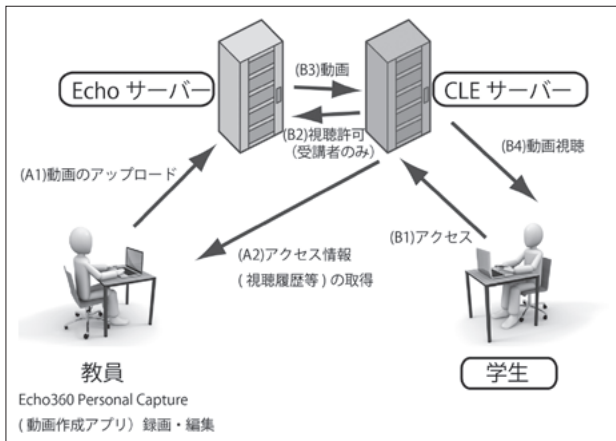 Echo サーバー
(B3)動画
CLE サーバー
(B2)視聴許可
（受講者のみ）
(B4)動画視聴
(A1)動画のアップロード
(B1)アクセス
(A2)アクセス情報
( 視聴履歴等 ) の取得
教員
学生
Echo360 Personal Capture
( 動画作成アプリ）録画・編集